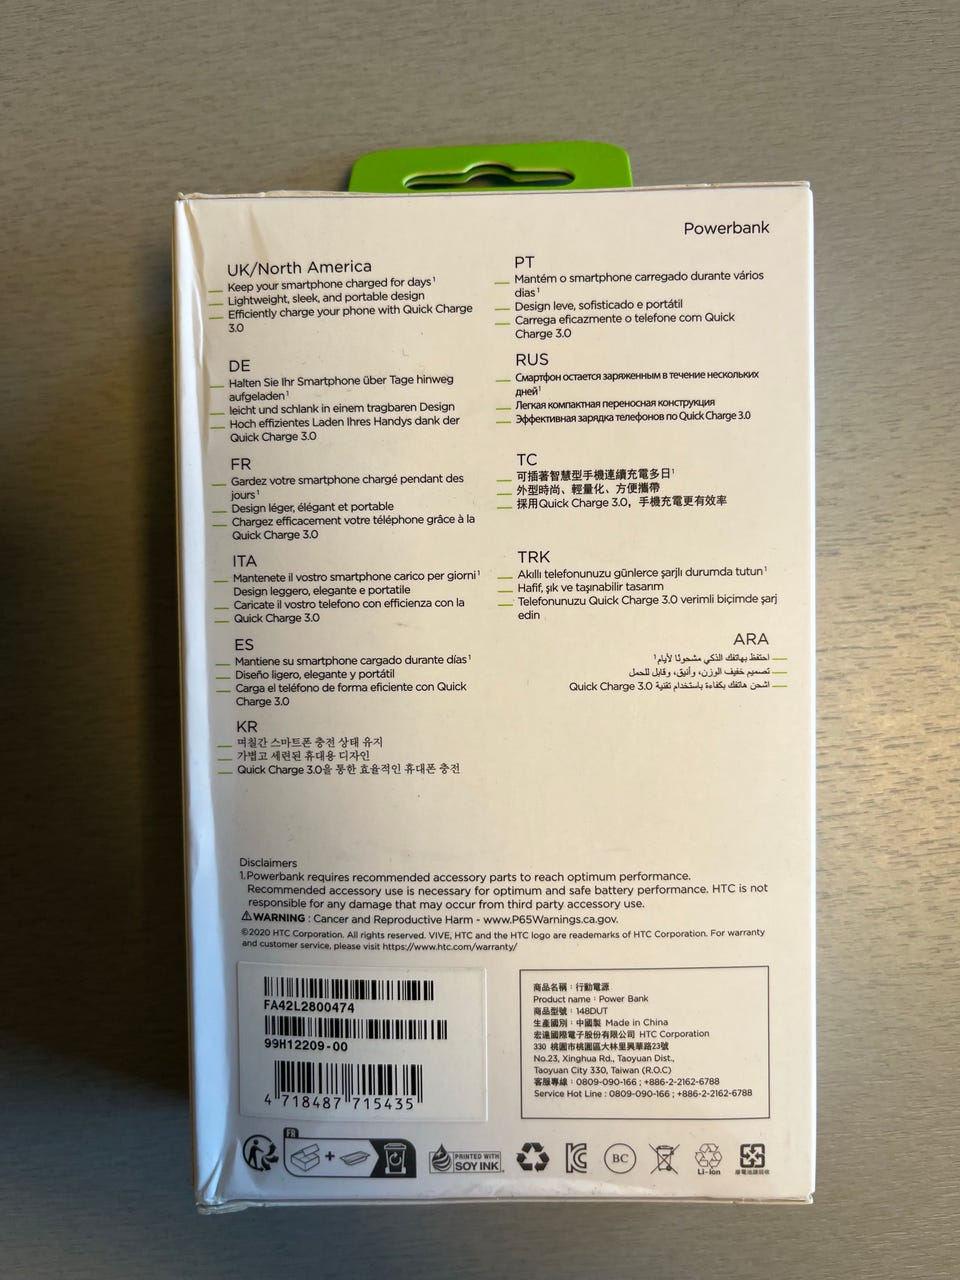 Powerbank
UK/North America
Keep your smartphone charged for days¹
Lightweight, sleek, and portable design
Efficiently charge your phone with Quick Charge
3.0
DE
Halten Sie Ihr Smartphone über Tage hinweg
aufgeladen¹
leicht und schlank in einem tragbaren Design
Hoch effizientes Laden Ihres Handys dank der
Quick Charge 3.0
FR
Gardez votre smartphone chargé pendant des
jours¹
Design léger, élégant et portable
Chargez efficacement votre téléphone grâce à la
Quick Charge 3.0
ITA
Mantenete il vostro smartphone carico per giorni¹
Design leggero, elegante e portatile
Caricate il vostro telefono con efficienza con la
Quick Charge 3.0
ES
Mantiene su smartphone cargado durante días¹
Diseño ligero, elegante y portátil
Carga el teléfono de forma eficiente con Quick
Charge 3.0
KR
며칠간 스마트폰 충전 상태 유지
가볍고 세련된 휴대용 디자인
Quick Charge 3.0을 통한 효율적인 휴대폰 충전
PT
Mantém o smartphone carregado durante vários
dias¹
Design leve, sofisticado e portátil
Carrega eficazmente o telefone com Quick
Charge 3.0
RUS
Смартфон остается заряженным в течение нескольких
дней¹
Легкая компактная переносная конструкция
Эффективная зарядка телефонов по Quick Charge 3.0
TC
可插著智慧型手機連續充電多日¹
外型時尚、輕量化、方便攜帶
採用Quick Charge 3.0，手機充電更有效率
TRK
Akıllı telefonunuzu günlerce şarjlı durumda tutun¹
Hafif, şık ve taşınabilir tasarım
Telefonunuzu Quick Charge 3.0 verimli biçimde şarj
edin
ARA
احتفظ بهاتفك الذكي مشحونًا لأيام¹
تصميم خفيف الوزن، وأنيق، وقابل للحمل
اشحن هاتفك بكفاءة باستخدام تقنية Quick Charge 3.0
Disclaimers
1.Powerbank requires recommended accessory parts to reach optimum performance.
Recommended accessory use is necessary for optimum and safe battery performance. HTC is not
responsible for any damage that may occur from third party accessory use.
⚠WARNING : Cancer and Reproductive Harm - www.P65Warnings.ca.gov.
©2020 HTC Corporation. All rights reserved. VIVE, HTC and the HTC logo are reademarks of HTC Corporation. For warranty
and customer service, please visit https://www.htc.com/warranty/
FA42L2800474
99H12209-00
4 718487 715435
商品名稱：行動電源
Product name : Power Bank
商品型號：148DUT
生產國別：中國製 Made in China
宏達國際電子股份有限公司 HTC Corporation
330 桃園市桃園區大林里興華路23號
No.23, Xinghua Rd., Taoyuan Dist.,
Taoyuan City 330, Taiwan (R.O.C)
客服專線：0809-090-166 ; +886-2-2162-6788
Service Hot Line : 0809-090-166 ; +886-2-2162-6788
FR
PRINTED WITH
SOY INK
BC
Li-ion
廢電池請回收